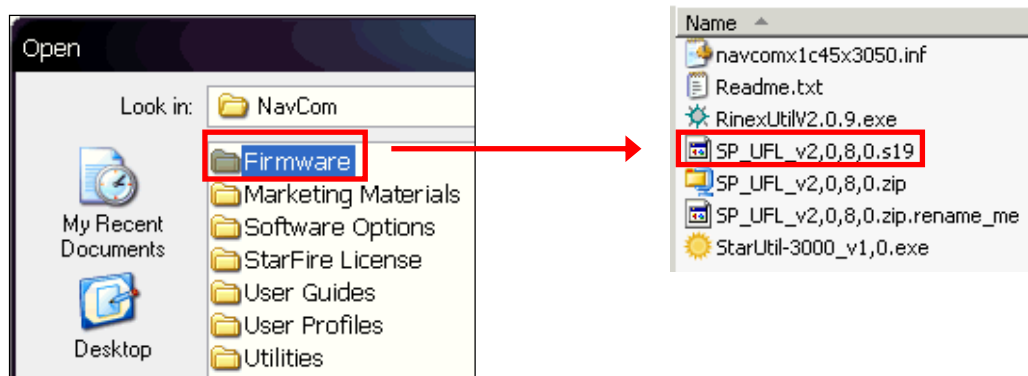 Open
Look in:
NavCom
Firmware
Marketing Materials
Software Options
StarFire License
User Guides
User Profiles
Utilities
My Recent
Documents
Desktop
Name
navcomx1c45x3050.inf
Readme.txt
RinexUtilV2.0.9.exe
SP_UFL_v2,0,8,0.s19
SP_UFL_v2,0,8,0.zip
SP_UFL_v2,0,8,0.zip.rename_me
StarUtil-3000_v1,0.exe